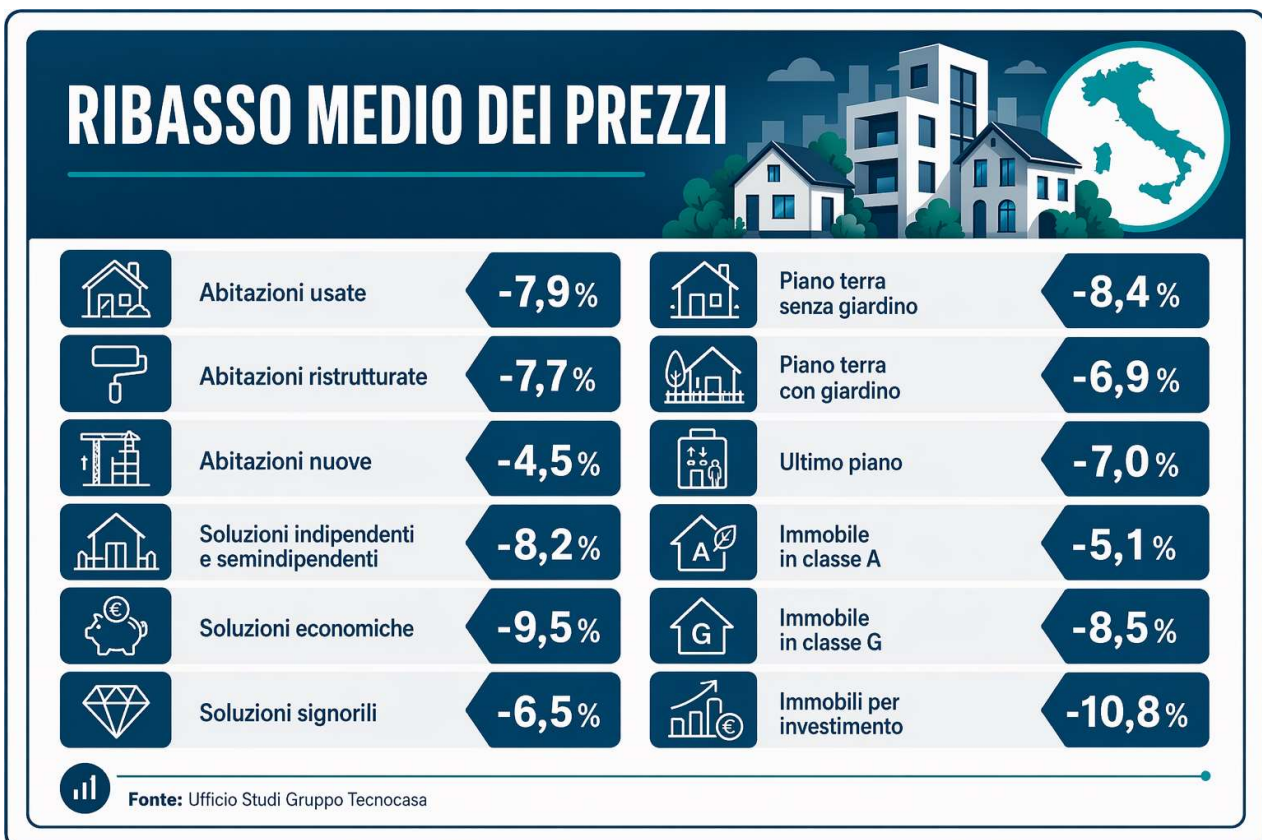 RIBASSO MEDIO DEI PREZZI
Abitazioni usate
-7,9%
Abitazioni ristrutturate
-7,7%
Abitazioni nuove
-4,5%
Soluzioni indipendenti
e semindipendenti
-8,2%
Soluzioni economiche
-9,5%
Soluzioni signorili
-6,5%
Piano terra
senza giardino
-8,4%
Piano terra
con giardino
-6,9%
Ultimo piano
-7,0%
A
Immobile
in classe A
-5,1%
G
Immobile
in classe G
-8,5%
Immobili per
investimento
-10,8%
Fonte: Ufficio Studi Gruppo Tecnocasa